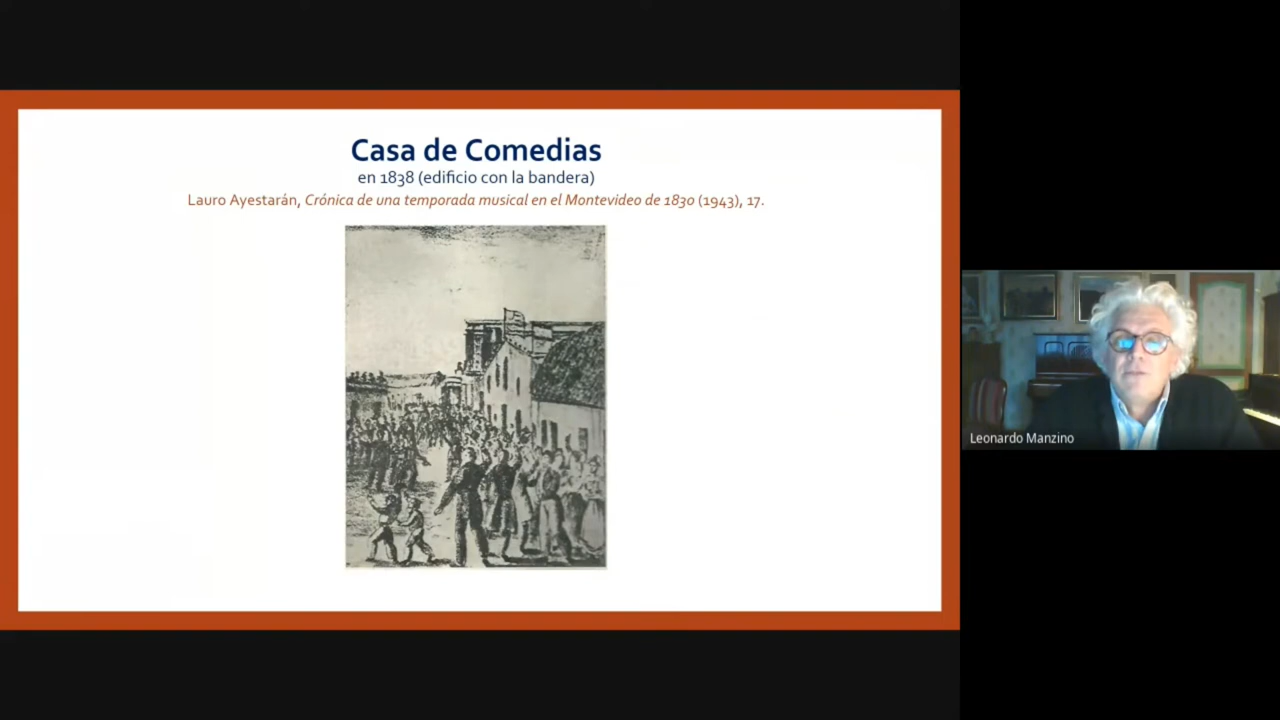 Casa de Comedias
en 1838 (edificio con la bandera)
Lauro Ayestarán, Crónica de una temporada musical en el Montevideo de 1830 (1943), 17.
Leonardo Manzino